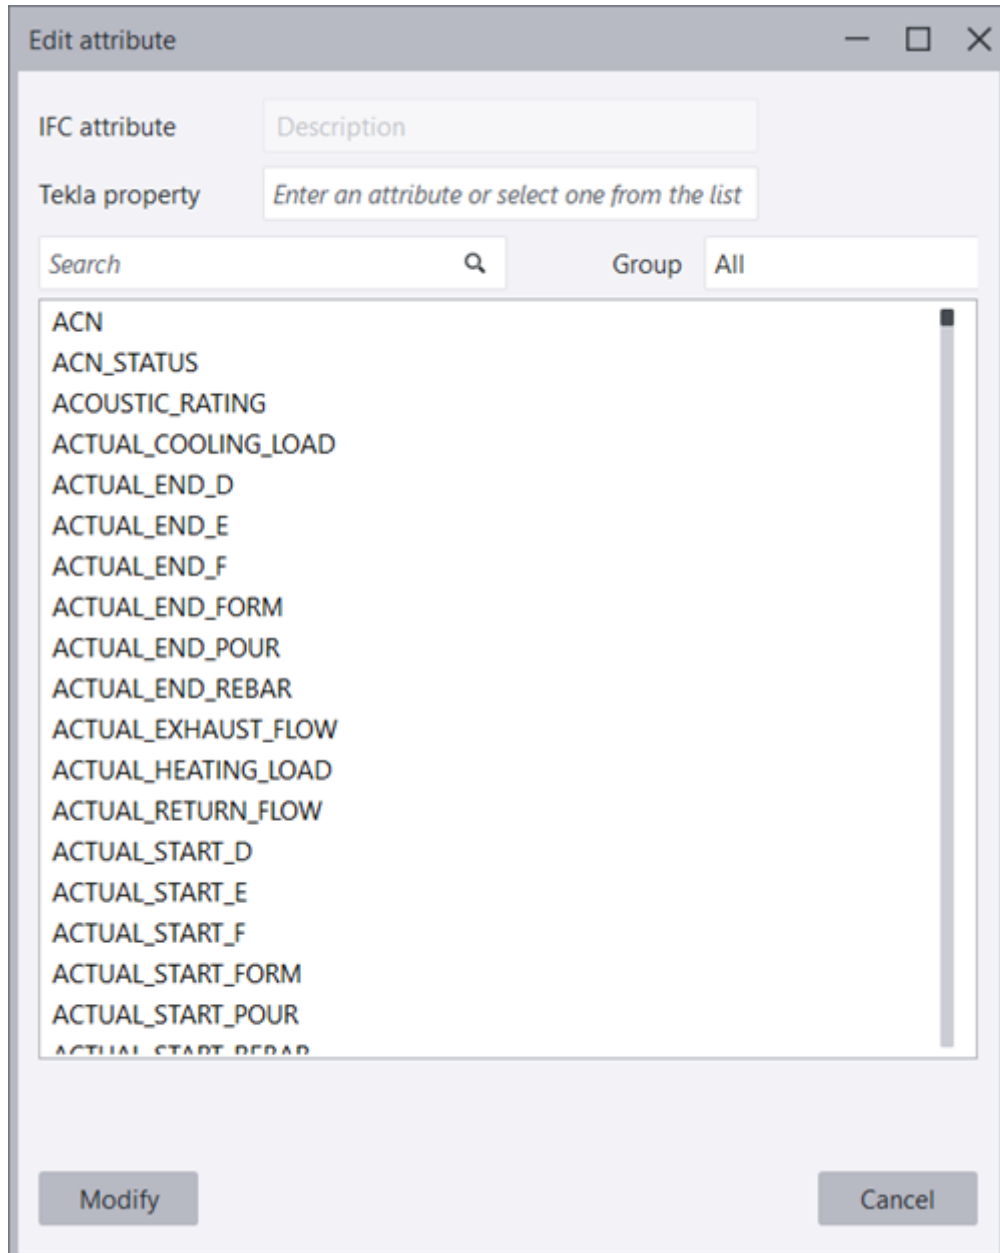 Edit attribute
IFC attribute Description
Tekla property Enter an attribute or select one from the list
Search Group All
ACN
ACN_STATUS
ACOUSTIC_RATING
ACTUAL_COOLING_LOAD
ACTUAL_END_D
ACTUAL_END_E
ACTUAL_END_F
ACTUAL_END_FORM
ACTUAL_END_POUR
ACTUAL_END_REBAR
ACTUAL_EXHAUST_FLOW
ACTUAL_HEATING_LOAD
ACTUAL_RETURN_FLOW
ACTUAL_START_D
ACTUAL_START_E
ACTUAL_START_F
ACTUAL_START_FORM
ACTUAL_START_POUR
ACTUAL_START_REBAR
Modify Cancel